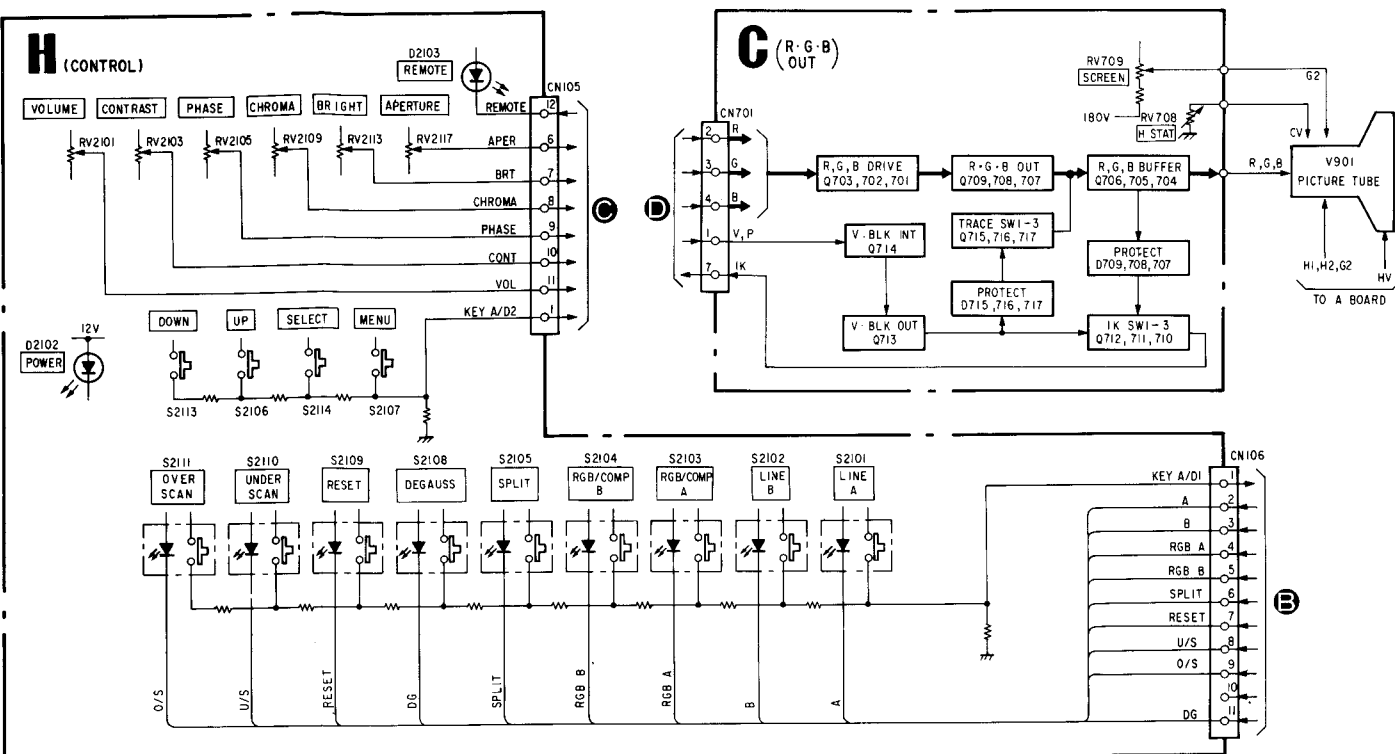 H (CONTROL)
D2103
REMOTE
VOLUME CONTRAST PHASE CHROMA BRIGHT APERTURE
RV2101 RV2103 RV2105 RV2109 RV2113 RV2117
CN105
REMOTE 12
APER 6
BRT 7
CHROMA 8
PHASE 9
CONT 10
VOL 11
KEY A/D2 1
C
12V
D2102
POWER
DOWN UP SELECT MENU
S2113 S2106 S2114 S2107
C (R·G·B OUT)
CN701
D
2 R
3 G
4 B
1 V,P
7 IK
R,G,B DRIVE
Q703, 702, 701
R·G·B OUT
Q709, 708, 707
R,G,B BUFFER
Q706, 705, 704
V·BLK INT
Q714
TRACE SW1-3
Q715, 716, 717
PROTECT
D709, 708, 707
PROTECT
D715, 716, 717
V·BLK OUT
Q713
IK SW1-3
Q712, 711, 710
RV709
SCREEN
180V
RV708
H STAT
G2
CV
R,G,B
V901
PICTURE TUBE
H1,H2,G2
HV
TO A BOARD
S2111 S2110 S2109 S2108 S2105 S2104 S2103 S2102 S2101
OVER SCAN
UNDER SCAN
RESET
DEGAUSS
SPLIT
RGB/COMP B
RGB/COMP A
LINE B
LINE A
O/S U/S RESET DG SPLIT RGB B RGB A B A
CN106
KEY A/D1 1
A 2
B 3
RGB A 4
RGB B 5
SPLIT 6
RESET 7
U/S 8
O/S 9
10
DG 11
B